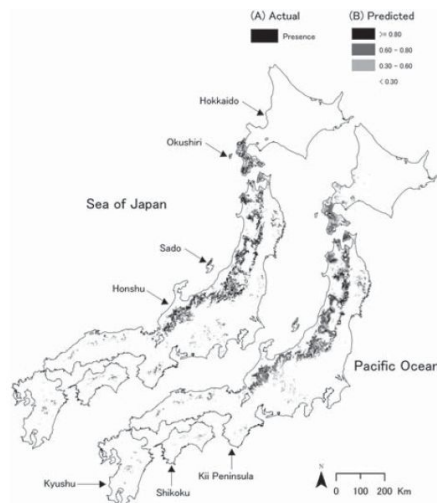 (A) Actual
Presence
(B) Predicted
>= 0.80
0.60 - 0.80
0.30 - 0.60
< 0.30
Hokkaido
Okushiri
Sea of Japan
Sado
Honshu
Pacific Ocean
Kii Peninsula
Shikoku
Kyushu
N
0
100
200
Km